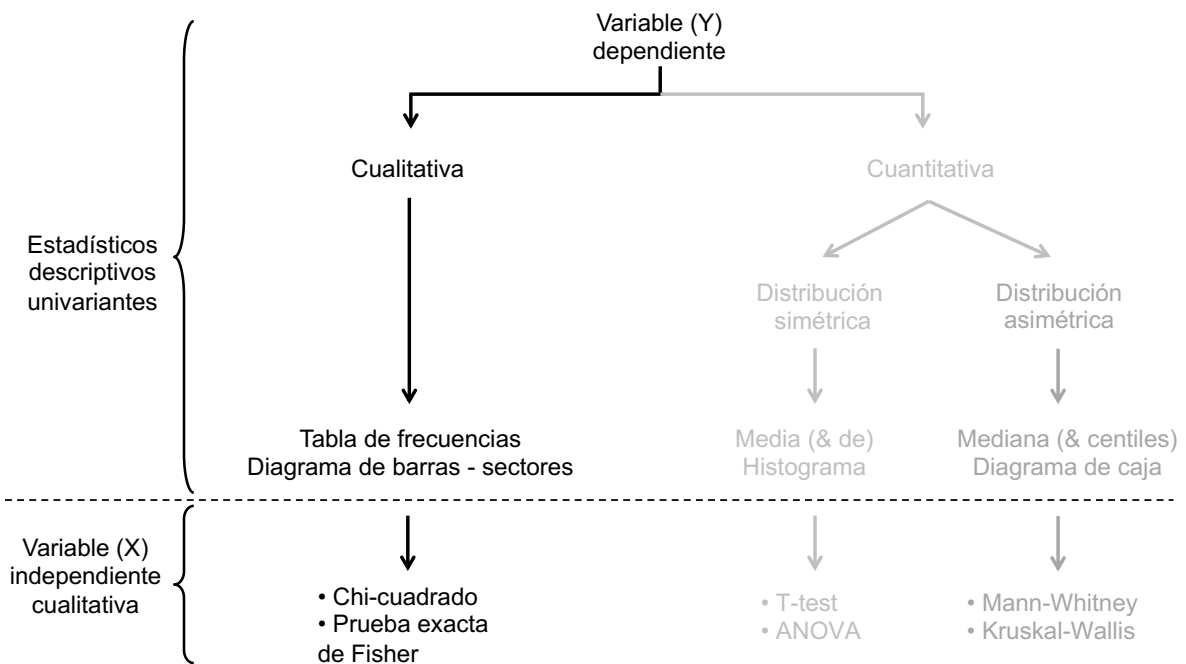 Variable (Y)
dependiente
Cualitativa
Cuantitativa
Estadísticos
descriptivos
univariantes
Distribución
simétrica
Distribución
asimétrica
Tabla de frecuencias
Diagrama de barras - sectores
Media (& de)
Histograma
Mediana (& centiles)
Diagrama de caja
Variable (X)
independiente
cualitativa
• Chi-cuadrado
• Prueba exacta
de Fisher
• T-test
• ANOVA
• Mann-Whitney
• Kruskal-Wallis